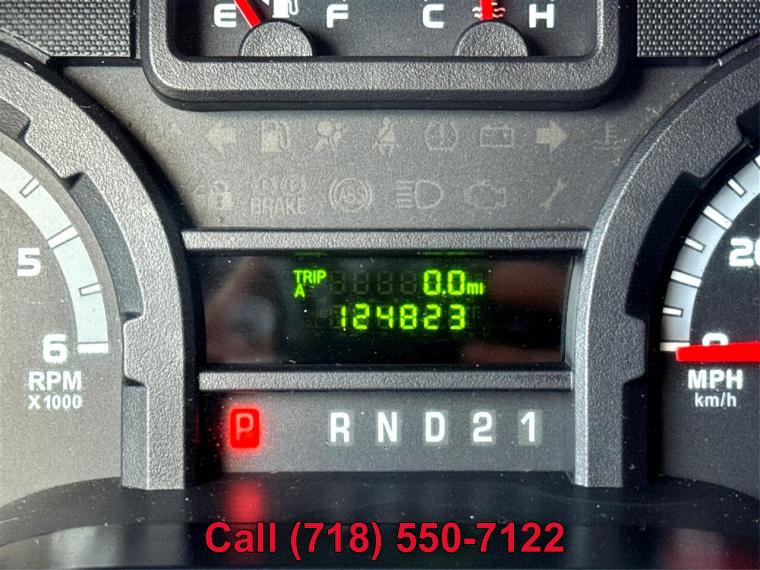 E F C H
(P) BRAKE ABS
TRIP 0.0 mi
A
124823
5
6
RPM
X1000
20
0
MPH
km/h
P R N D 2 1
Call (718) 550-7122